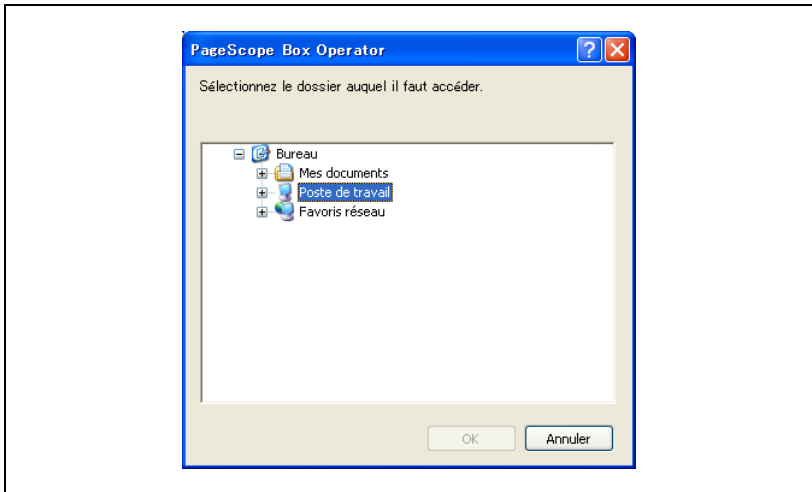 PageScope Box Operator
Sélectionnez le dossier auquel il faut accéder.
Bureau
Mes documents
Poste de travail
Favoris réseau
OK
Annuler